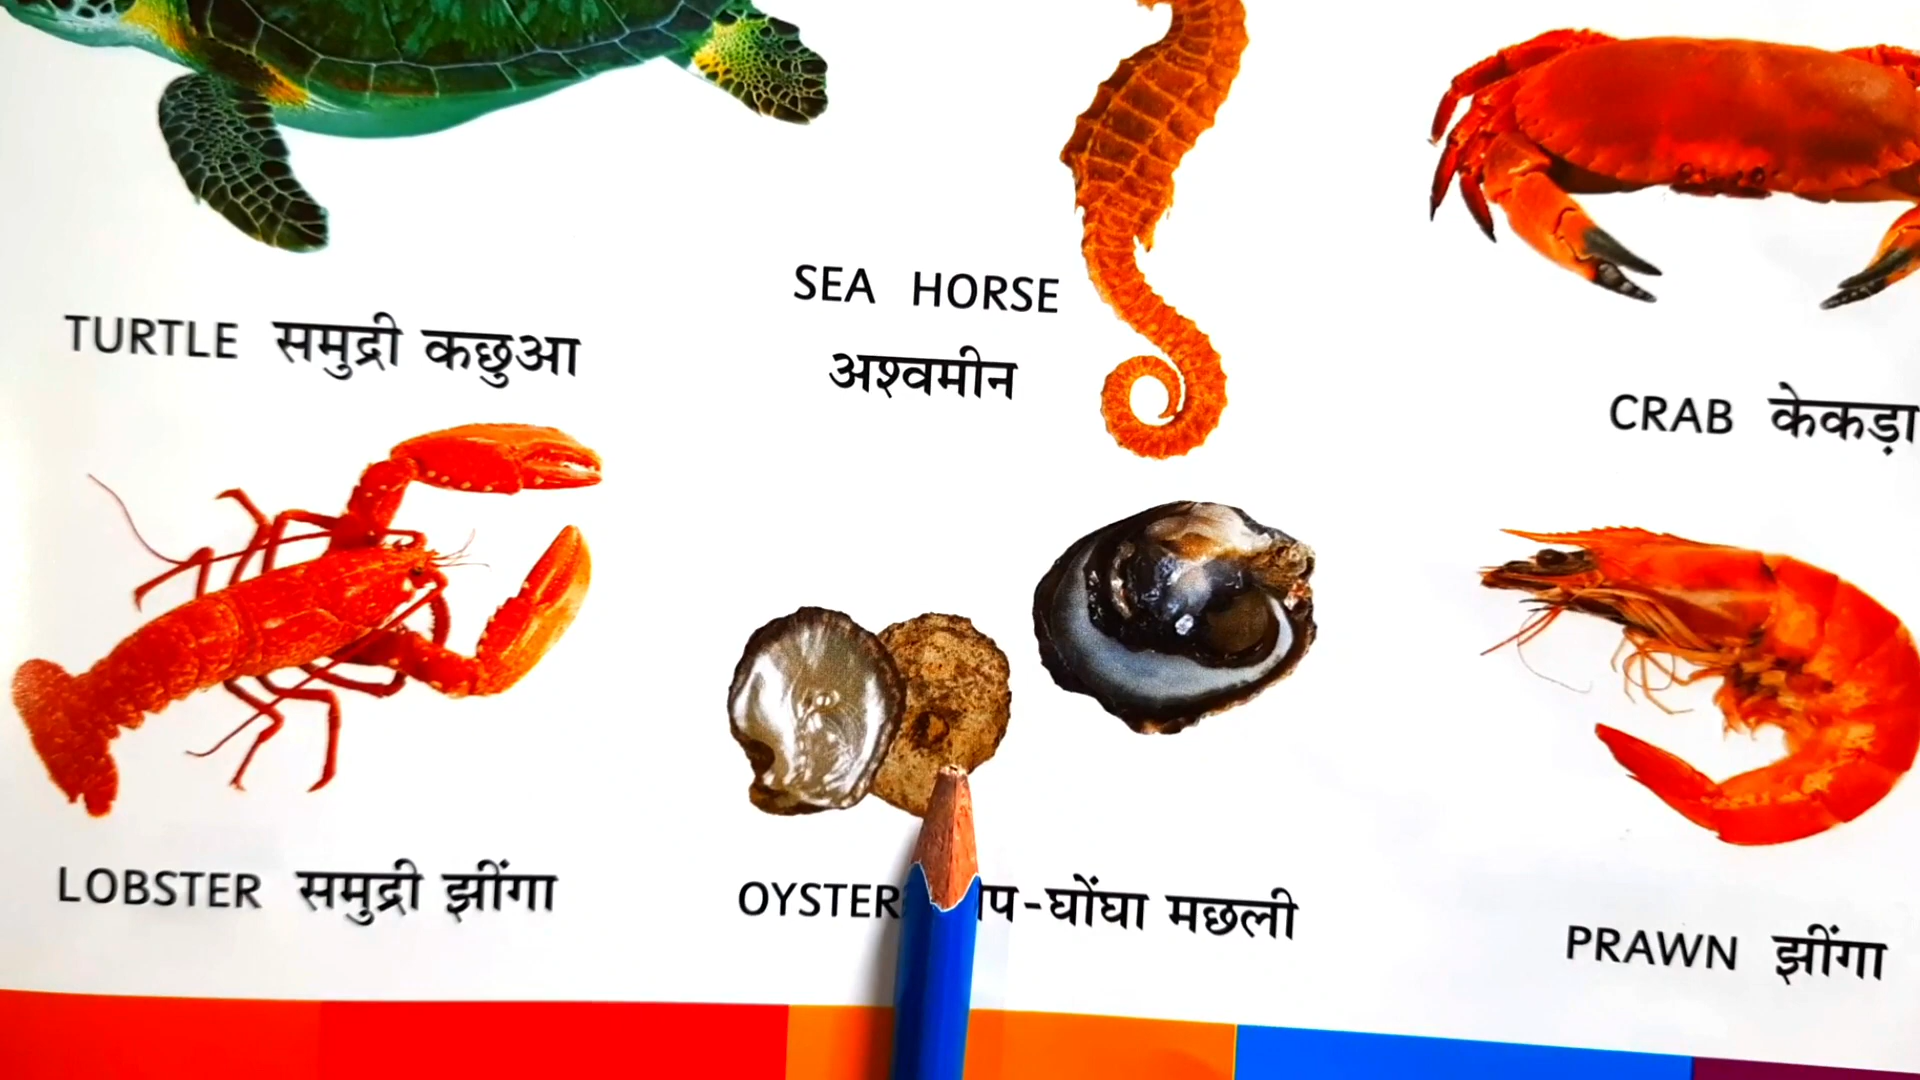 TURTLE समुद्री कछुआ
SEA HORSE
अश्वमीन
CRAB केकड़ा
LOBSTER समुद्री झींगा
OYSTER घोंघा मछली
PRAWN झींगा